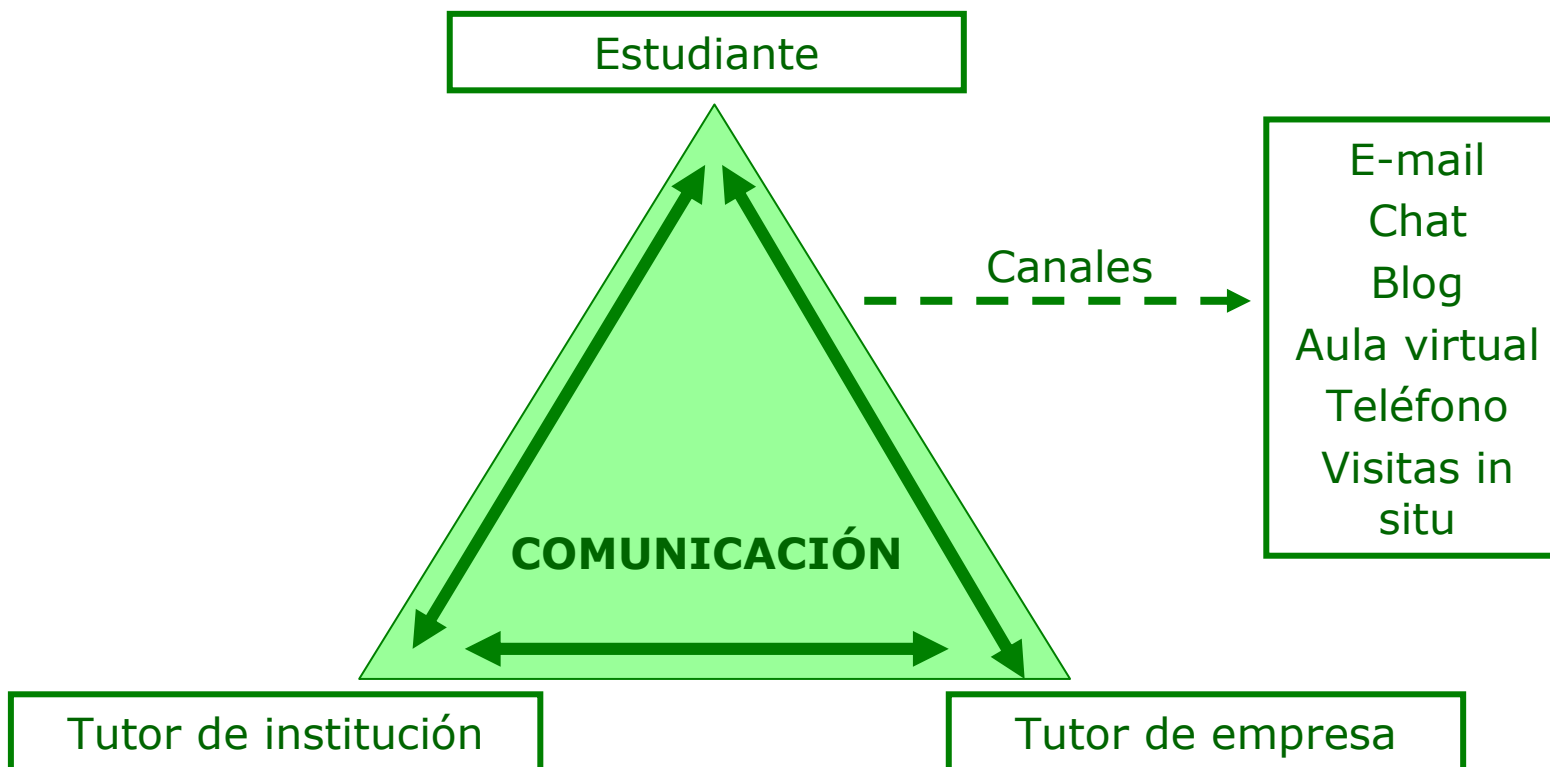 Estudiante
E-mail
Chat
Blog
Aula virtual
Teléfono
Visitas in
situ
Canales
COMUNICACIÓN
Tutor de institución
Tutor de empresa